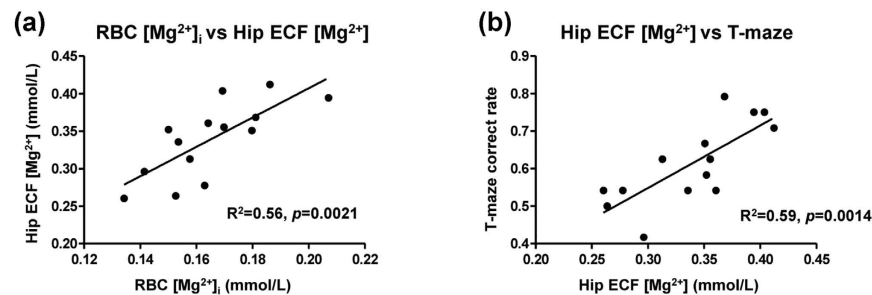 (a)
RBC [Mg²⁺]ᵢ vs Hip ECF [Mg²⁺]
Hip ECF [Mg²⁺] (mmol/L)
0.45
0.40
0.35
0.30
0.25
0.20
R²=0.56, p=0.0021
0.12 0.14 0.16 0.18 0.20 0.22
RBC [Mg²⁺]ᵢ (mmol/L)
(b)
Hip ECF [Mg²⁺] vs T-maze
T-maze correct rate
0.9
0.8
0.7
0.6
0.5
0.4
R²=0.59, p=0.0014
0.20 0.25 0.30 0.35 0.40 0.45
Hip ECF [Mg²⁺] (mmol/L)